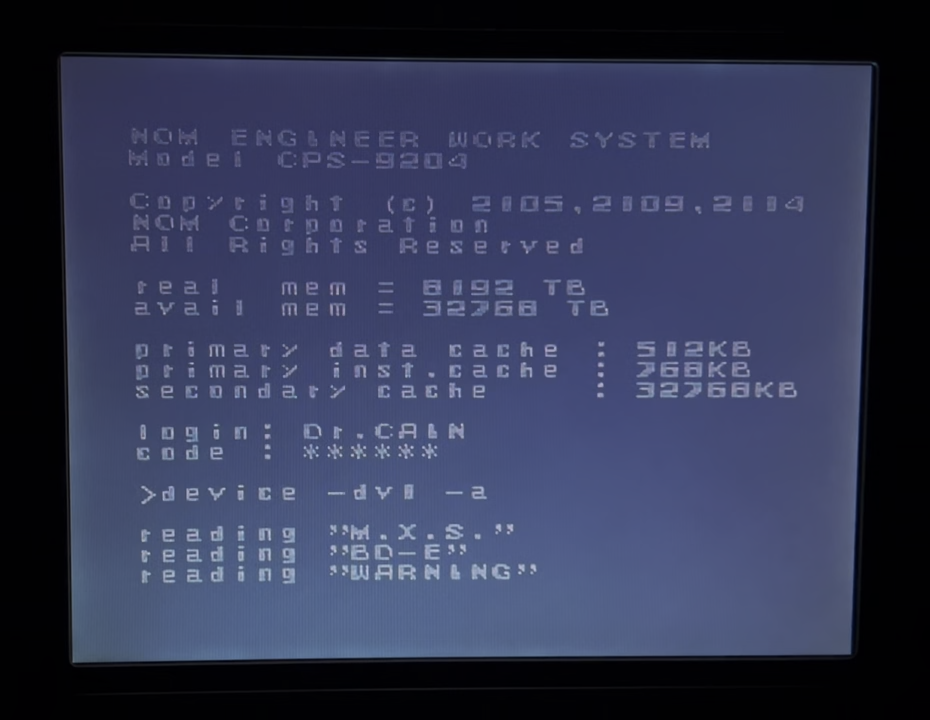 NOM ENGINEER WORK SYSTEM
Model CPS-9204
Copyright (c) 2105,2109,2114
NOM Corporation
All Rights Reserved
real mem = 8192 TB
avail mem = 32768 TB
primary data cache : 512KB
primary inst.cache : 768KB
secondary cache : 32768KB
login: Dr.CAIN
code : ******
>device -dvl -a
reading "M.X.S."
reading "BD-E"
reading "WARNING"